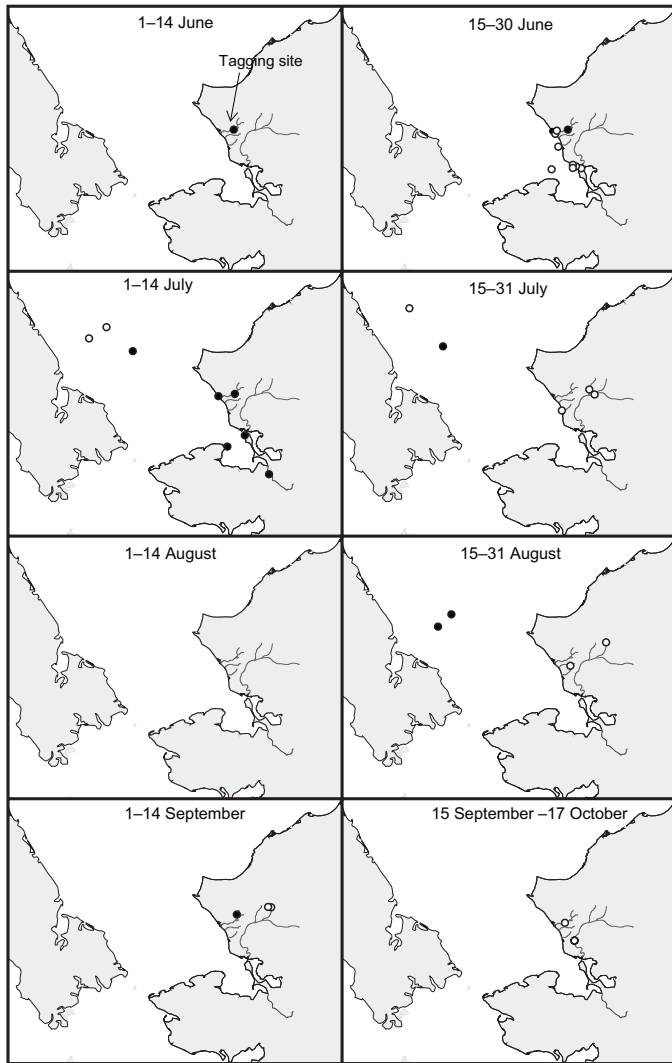 1–14 June
Tagging site
15–30 June
1–14 July
15–31 July
1–14 August
15–31 August
1–14 September
15 September –17 October